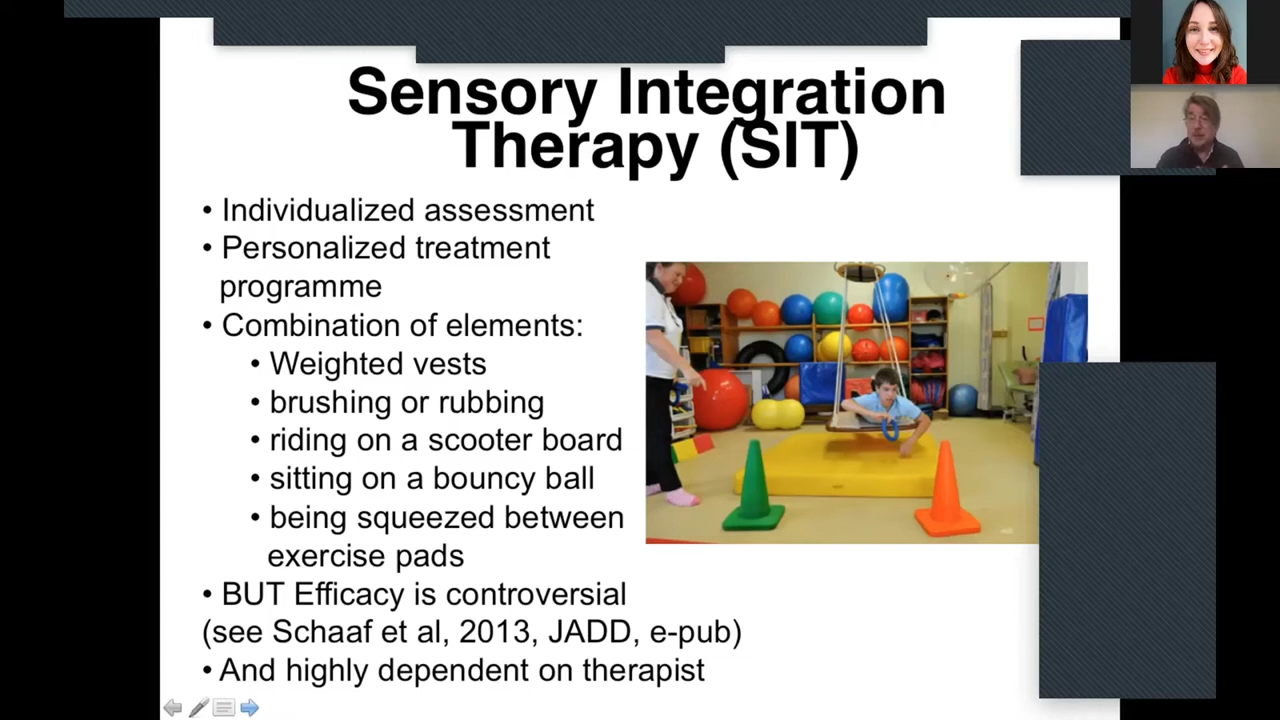 Sensory Integration
Therapy (SIT)
• Individualized assessment
• Personalized treatment
programme
• Combination of elements:
• Weighted vests
• brushing or rubbing
• riding on a scooter board
• sitting on a bouncy ball
• being squeezed between
exercise pads
• BUT Efficacy is controversial
(see Schaaf et al, 2013, JADD, e-pub)
• And highly dependent on therapist